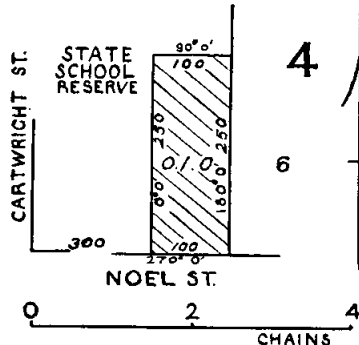 90°0'
100
STATE
SCHOOL
RESERVE
4
CARTWRIGHT ST.
250
0.1.0
250
6
0°0'
180°0'
300
100
270°0'
NOEL ST.
0 2 4
CHAINS